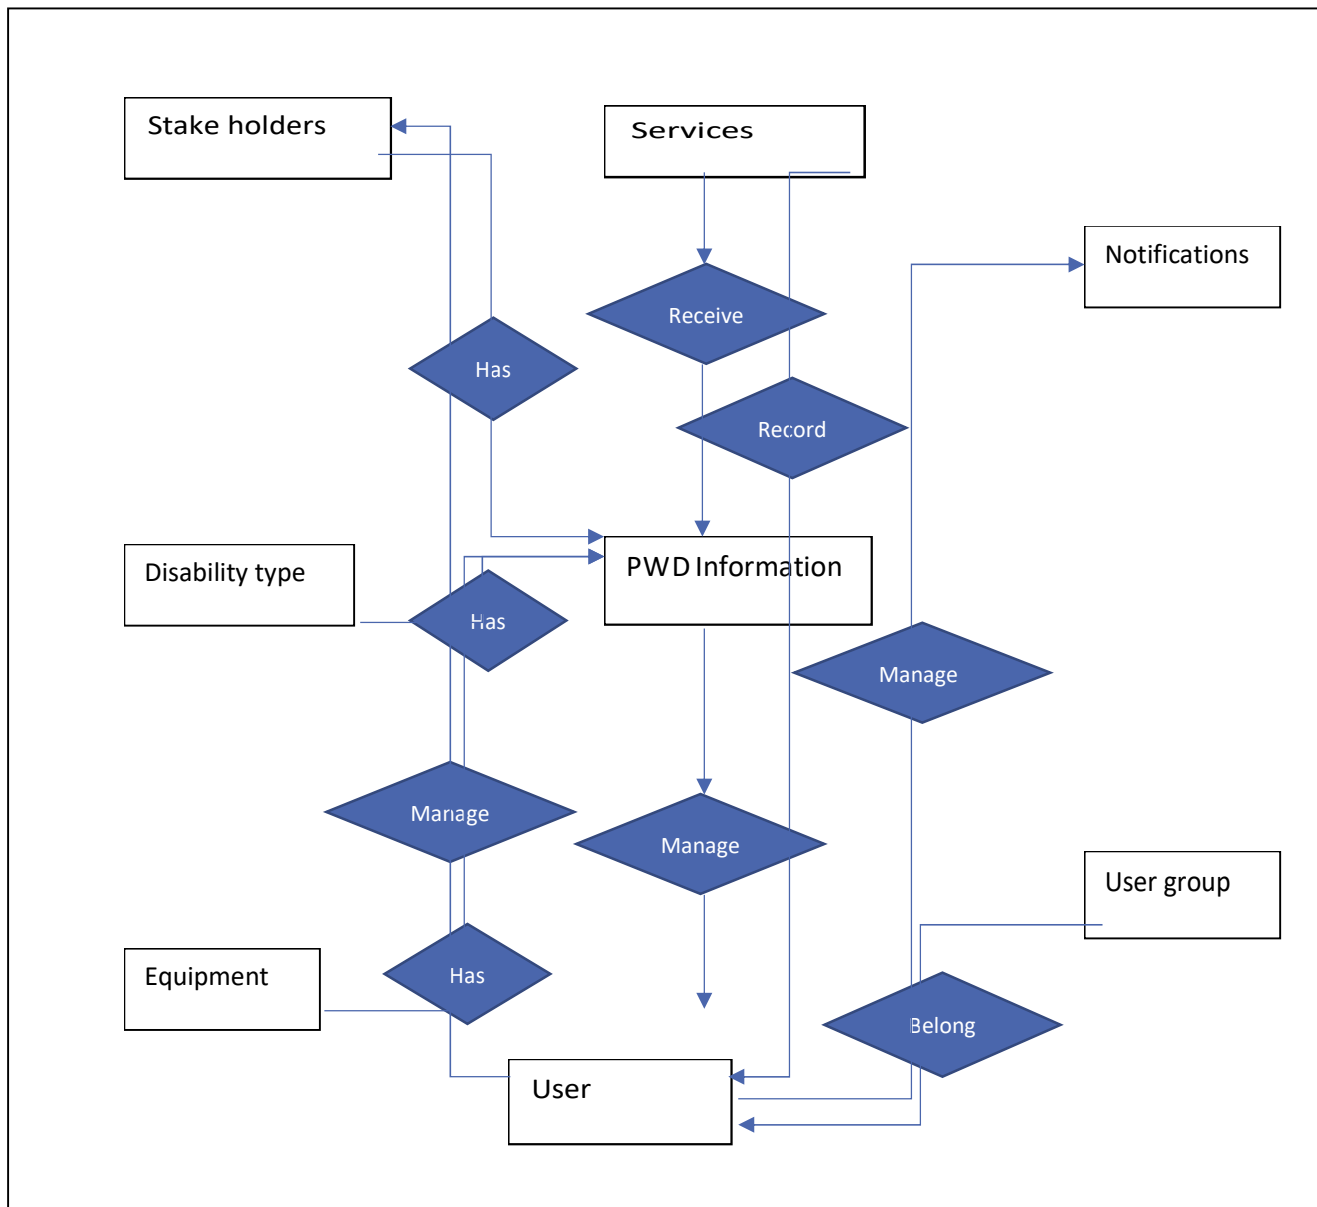 Stake holders
Services
Notifications
Receive
Has
Record
Disability type
PWD Information
Has
Manage
Manage
Manage
User group
Equipment
Has
Belong
User